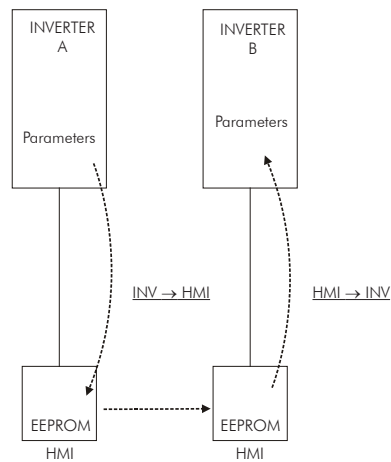 INVERTER
A
Parameters
INVERTER
B
Parameters
INV → HMI
HMI → INV
EEPROM
HMI
EEPROM
HMI